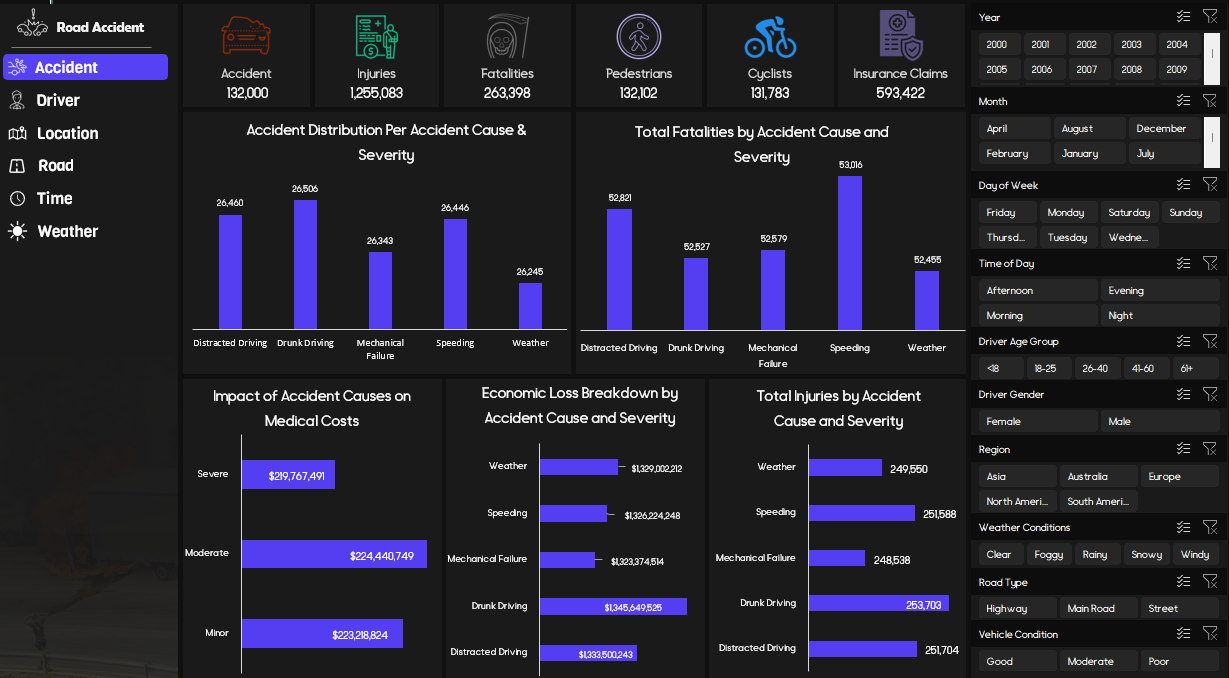 Road Accident
Accident
Driver
Location
Road
Time
Weather
Accident
132,000
Injuries
1,255,083
Fatalities
263,398
Pedestrians
132,102
Cyclists
131,783
Insurance Claims
593,422
Accident Distribution Per Accident Cause &
Severity
26,460
26,506
26,343
26,446
26,245
Distracted Driving
Drunk Driving
Mechanical
Failure
Speeding
Weather
Total Fatalities by Accident Cause and
Severity
52,821
52,527
52,579
53,016
52,455
Distracted Driving
Drunk Driving
Mechanical
Failure
Speeding
Weather
Impact of Accident Causes on
Medical Costs
Severe
$219,767,491
Moderate
$224,440,749
Minor
$223,218,824
Economic Loss Breakdown by
Accident Cause and Severity
Weather
$1,329,002,212
Speeding
$1,326,224,248
Mechanical Failure
$1,323,374,514
Drunk Driving
$1,345,649,525
Distracted Driving
$1,333,500,243
Total Injuries by Accident
Cause and Severity
Weather
249,550
Speeding
251,588
Mechanical Failure
248,538
Drunk Driving
253,703
Distracted Driving
251,704
Year
2000 2001 2002 2003 2004
2005 2006 2007 2008 2009
Month
April August December
February January July
Day of Week
Friday Monday Saturday Sunday
Thursd... Tuesday Wedne...
Time of Day
Afternoon Evening
Morning Night
Driver Age Group
<18 18-25 26-40 41-60 61+
Driver Gender
Female Male
Region
Asia Australia Europe
North Ameri... South Ameri...
Weather Conditions
Clear Foggy Rainy Snowy Windy
Road Type
Highway Main Road Street
Vehicle Condition
Good Moderate Poor